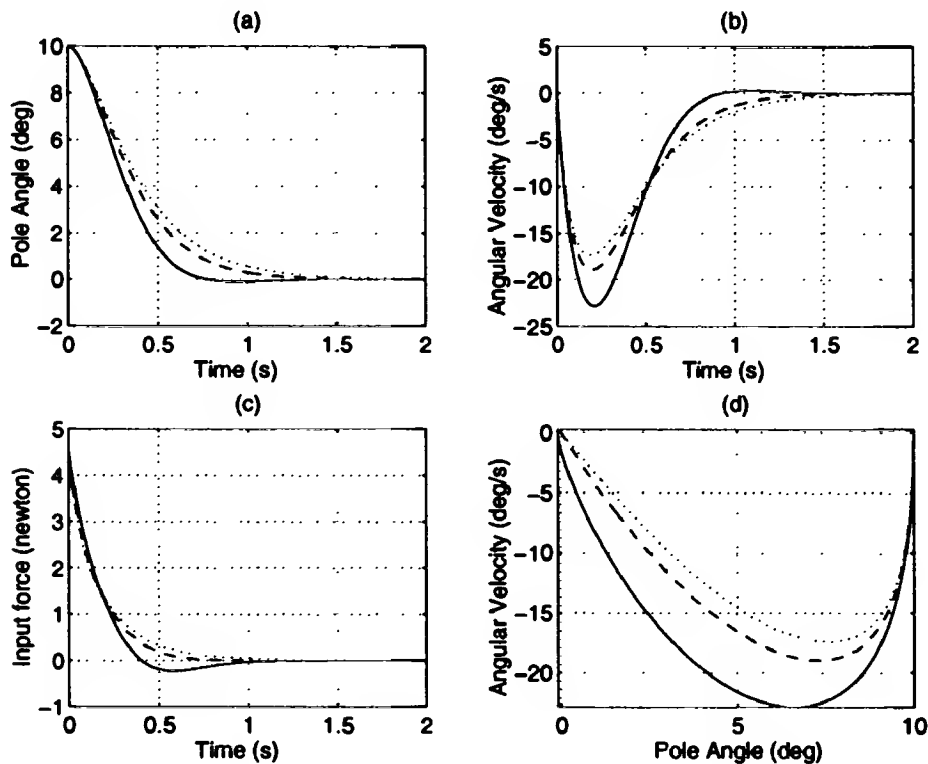 (a)
10
8
6
4
2
0
-2
Pole Angle (deg)
0 0.5 1 1.5 2
Time (s)
(b)
5
0
-5
-10
-15
-20
-25
Angular Velocity (deg/s)
0 0.5 1 1.5 2
Time (s)
(c)
5
4
3
2
1
0
-1
Input force (newton)
0 0.5 1 1.5 2
Time (s)
(d)
0
-5
-10
-15
-20
Angular Velocity (deg/s)
0 5 10
Pole Angle (deg)